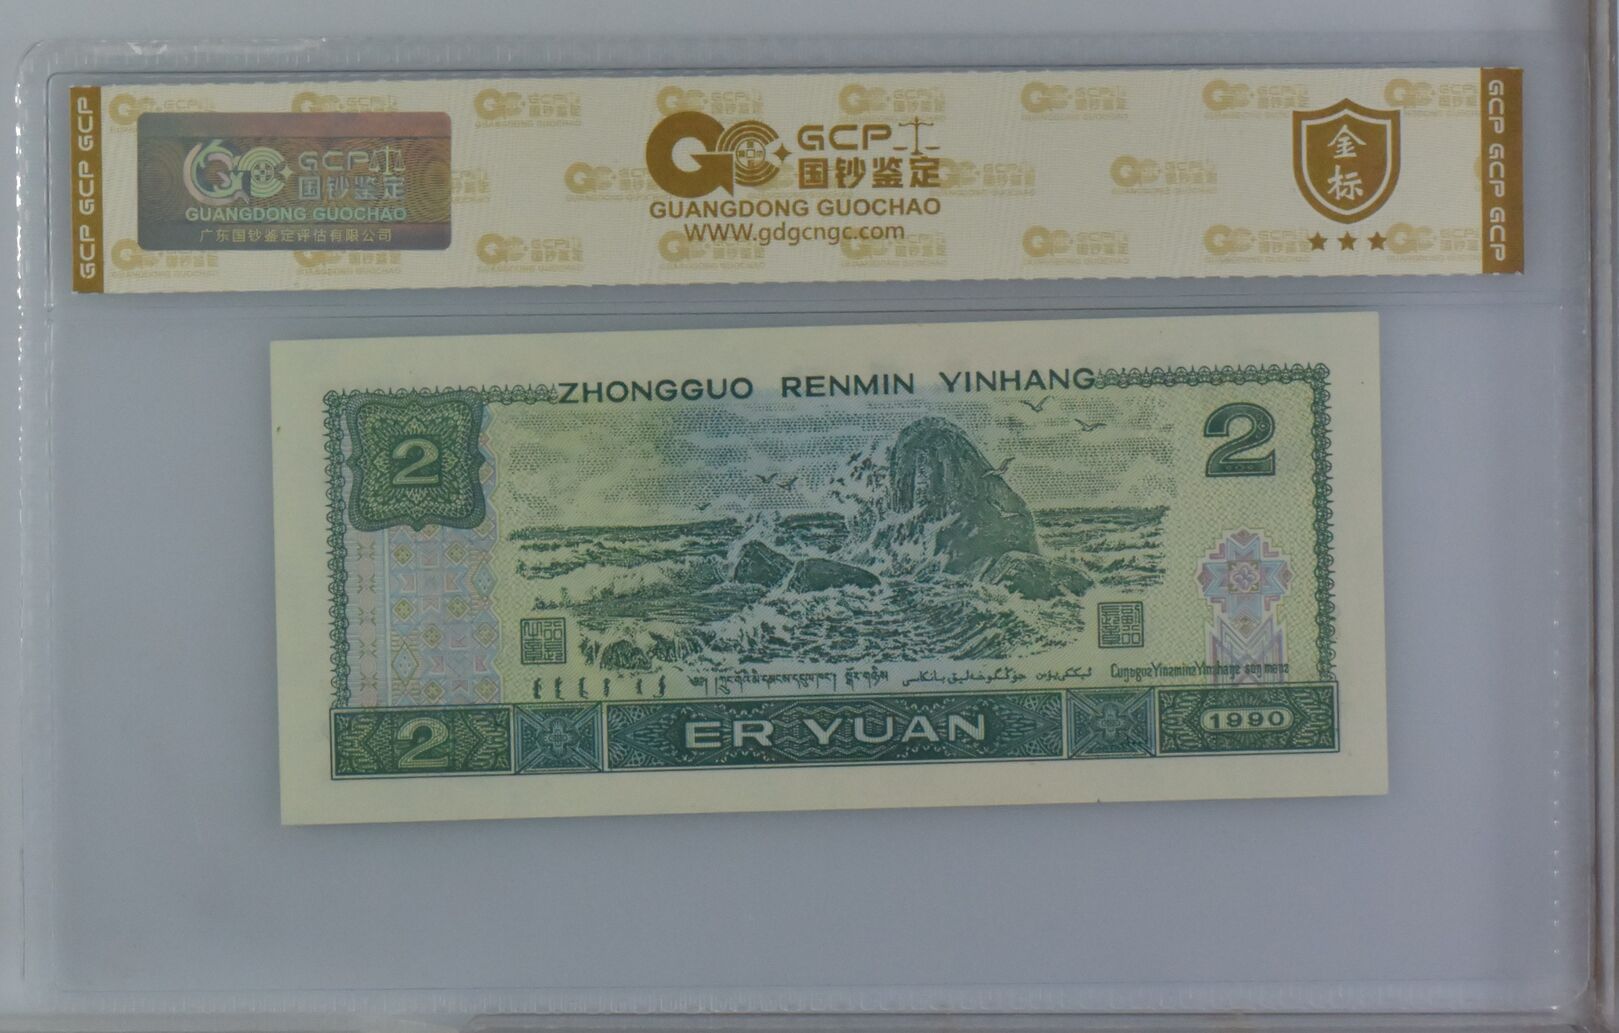 GCP GCP GCP
GCP
国钞鉴定
GUANGDONG GUOCHAO
广东国钞鉴定评估有限公司
GCP
国钞鉴定
GUANGDONG GUOCHAO
WWW.gdgcngc.com
金标
GCP GCP GCP
ZHONGGUO RENMIN YINHANG
2
2
2
ER YUAN
1990